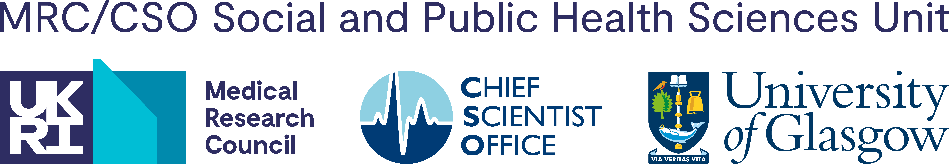 MRC/CSO Social and Public Health Sciences Unit
UK
RI
Medical
Research
Council
CHIEF
SCIENTIST
OFFICE
University
of Glasgow
VIA VERITAS VITA